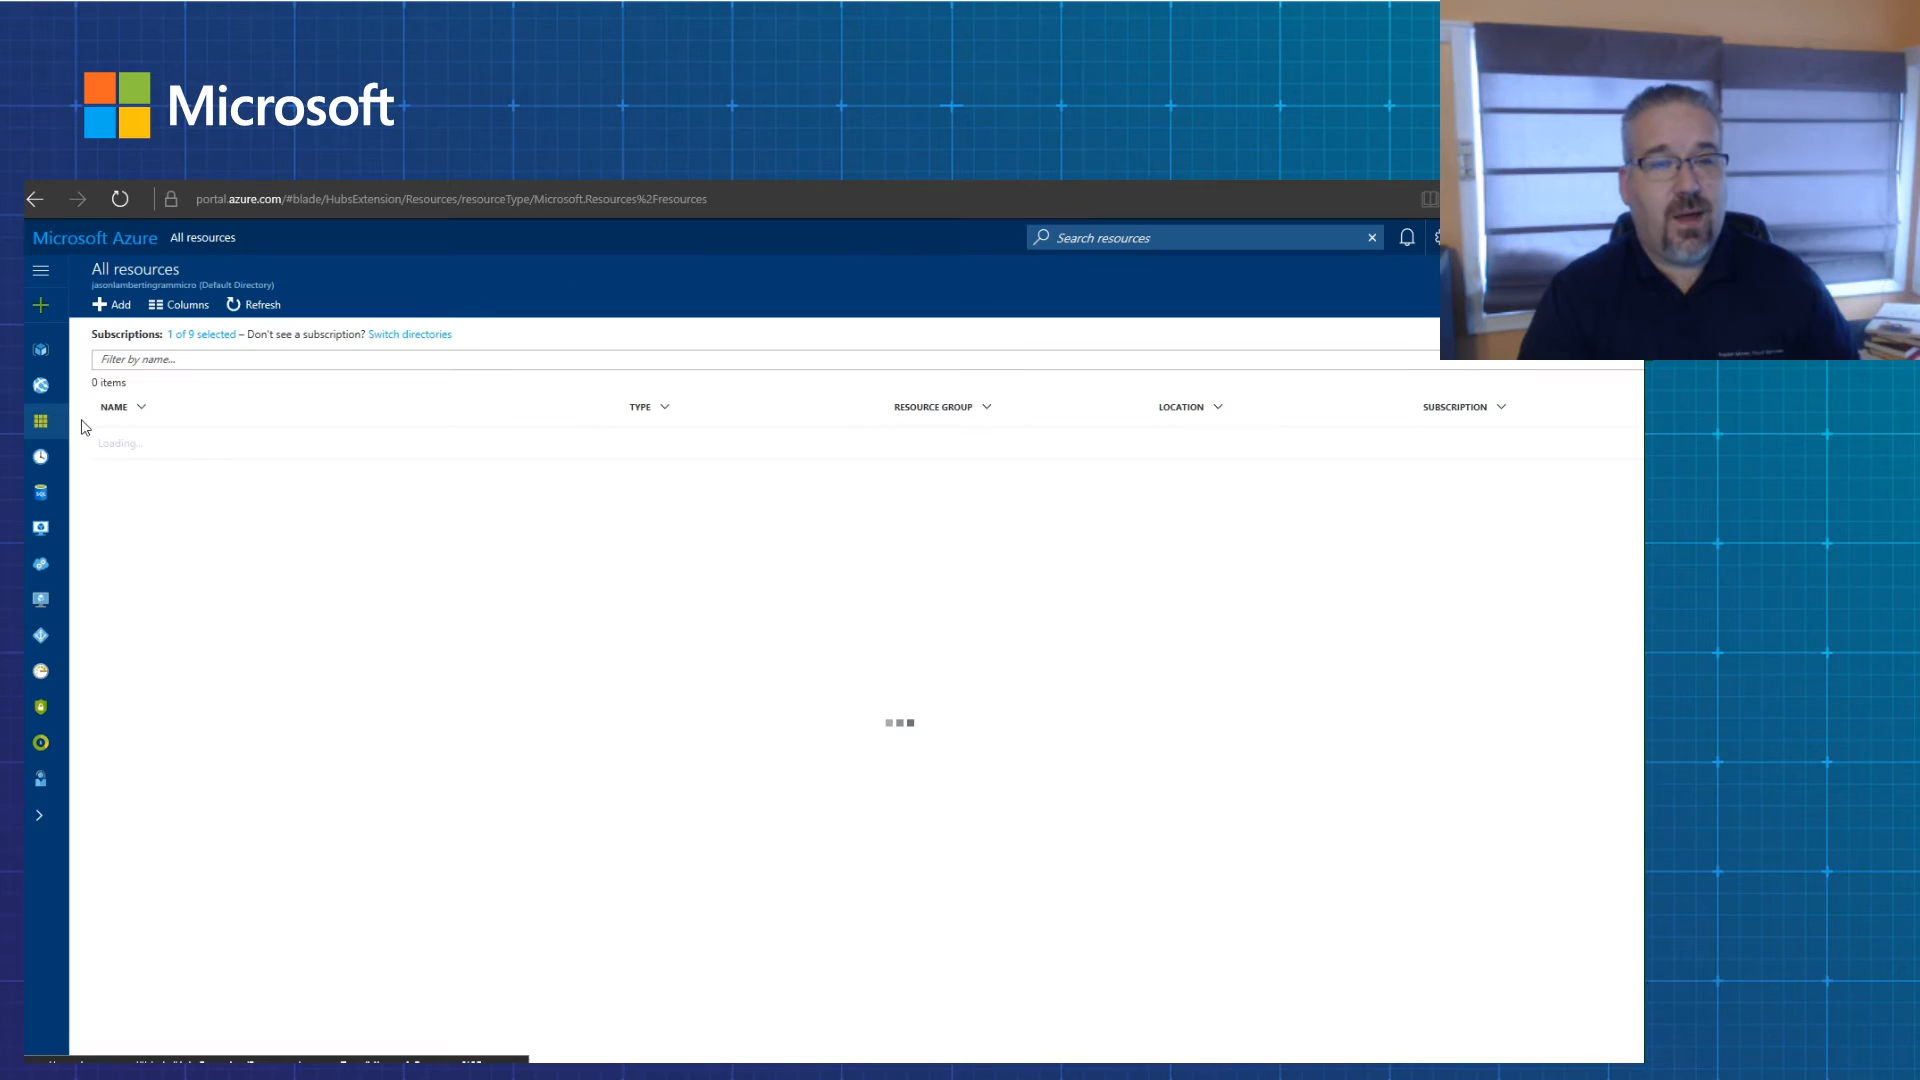 Microsoft
portal.azure.com/#blade/HubsExtension/Resources/resourceType/Microsoft.Resources%2Fresources
Microsoft Azure All resources
Search resources
All resources
jasonlambertingrammicro (Default Directory)
Add Columns Refresh
Subscriptions: 1 of 9 selected – Don't see a subscription? Switch directories
Filter by name...
0 items
NAME TYPE RESOURCE GROUP LOCATION SUBSCRIPTION
Loading...
SQL